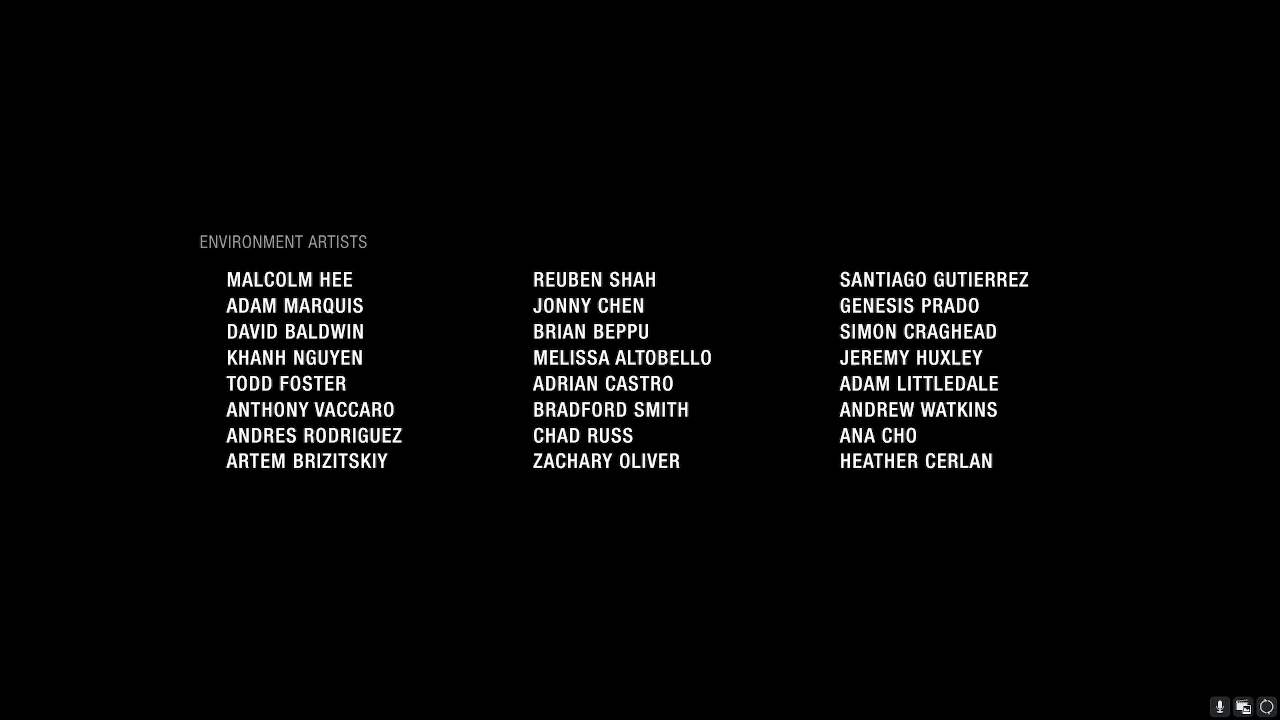 ENVIRONMENT ARTISTS
MALCOLM HEE
ADAM MARQUIS
DAVID BALDWIN
KHANH NGUYEN
TODD FOSTER
ANTHONY VACCARO
ANDRES RODRIGUEZ
ARTEM BRIZITSKIY
REUBEN SHAH
JONNY CHEN
BRIAN BEPPU
MELISSA ALTOBELLO
ADRIAN CASTRO
BRADFORD SMITH
CHAD RUSS
ZACHARY OLIVER
SANTIAGO GUTIERREZ
GENESIS PRADO
SIMON CRAGHEAD
JEREMY HUXLEY
ADAM LITTLEDALE
ANDREW WATKINS
ANA CHO
HEATHER CERLAN